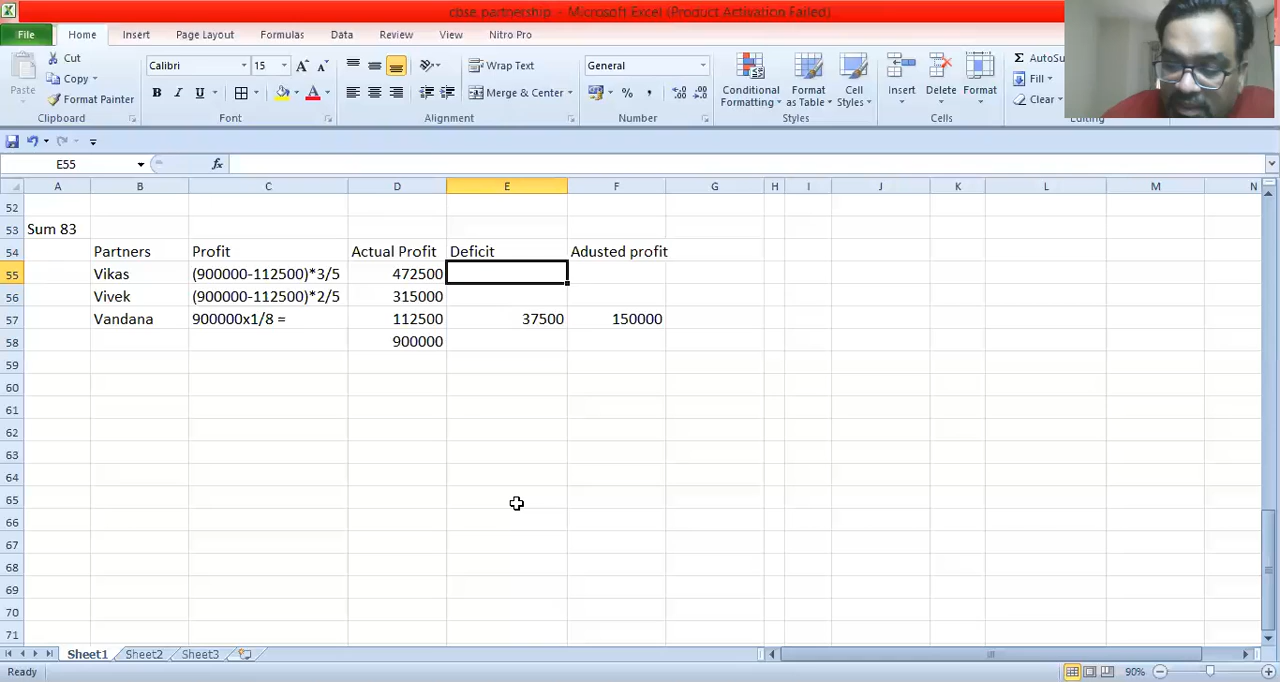 cbse partnership - Microsoft Excel (Product Activation Failed)
File Home Insert Page Layout Formulas Data Review View Nitro Pro
Cut
Copy
Format Painter
Paste
Clipboard
Calibri 15
B I U
Font
Wrap Text
Merge & Center
Alignment
General
Number
Conditional Formatting
Format as Table
Cell Styles
Styles
Insert Delete Format
Cells
Σ AutoSu
Fill
Clear
Editing
E55 fx
A B C D E F G H I J K L M N
52
53 Sum 83
54 Partners Profit Actual Profit Deficit Adusted profit
55 Vikas (900000-112500)*3/5 472500
56 Vivek (900000-112500)*2/5 315000
57 Vandana 900000x1/8 = 112500 37500 150000
58 900000
59
60
61
62
63
64
65
66
67
68
69
70
71
Sheet1 Sheet2 Sheet3
Ready 90%